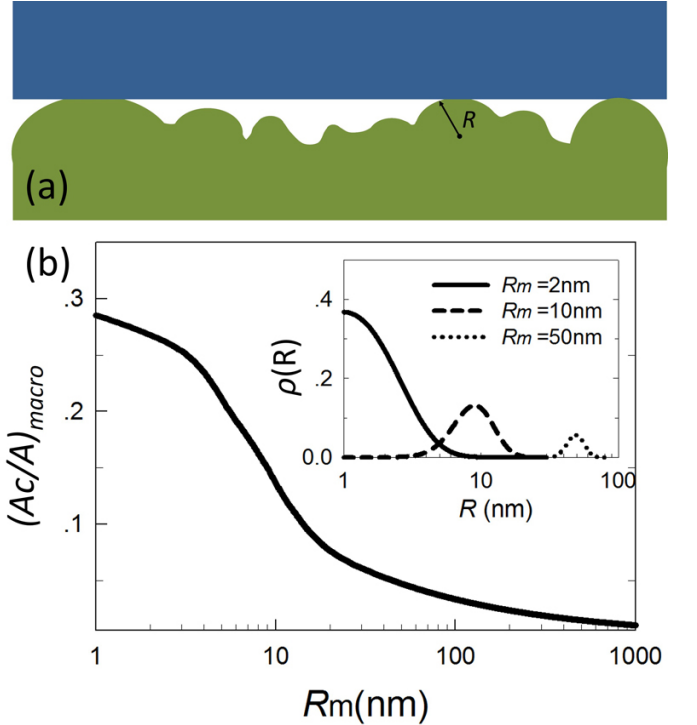 R
(a)
(b)
.3
.2
.1
(Ac/A)macro
1
10
100
1000
Rm(nm)
Rm =2nm
Rm =10nm
Rm =50nm
.4
.2
0.0
ρ(R)
1
10
100
R (nm)